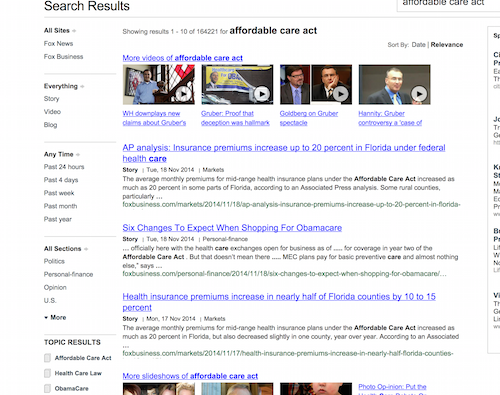 Search Results
affordable care act
All Sites
Fox News
Fox Business
Everything
Story
Video
Blog
Any Time
Past 24 hours
Past 4 days
Past week
Past month
Past year
All Sections
Politics
Personal-finance
Opinion
U.S.
More
TOPIC RESULTS
Affordable Care Act
Health Care Law
ObamaCare
Showing results 1 - 10 of 164221 for affordable care act
Sort By: Date | Relevance
More videos of affordable care act
WH downplays new claims about Gruber's
Gruber: Proof that deception was hallmark
Goldberg on Gruber spectacle
Hannity: Gruber controversy a 'case of
AP analysis: Insurance premiums increase up to 20 percent in Florida under federal
health care
Story | Tue, 18 Nov 2014 | Markets
The average monthly premiums for mid-range health insurance plans under the Affordable Care Act increased as
much as 20 percent in some parts of Florida, according to an Associated Press analysis. Some rural counties,
particularly ...
foxbusiness.com/markets/2014/11/18/ap-analysis-insurance-premiums-increase-up-to-20-percent-in-florida-
Six Changes To Expect When Shopping For Obamacare
Story | Tue, 18 Nov 2014 | Personal-finance
... officially here with the health care exchanges open for business as of ..... for coverage in year two of the
Affordable Care Act . But that doesn't mean there ..... MEC plans pay for basic preventive care and almost nothing
else," says ...
foxbusiness.com/personal-finance/2014/11/18/six-changes-to-expect-when-shopping-for-obamacare/...
Health insurance premiums increase in nearly half of Florida counties by 10 to 15
percent
Story | Mon, 17 Nov 2014 | Markets
The average monthly premiums for mid-range health insurance plans under the Affordable Care Act increased as
much as 20 percent in Florida, but also decreased slightly in one county, year over year. According to an
Associated Press analysis, ...
foxbusiness.com/markets/2014/11/17/health-insurance-premiums-increase-in-nearly-half-florida-counties-
More slideshows of affordable care act
Photo Opinion: Put the